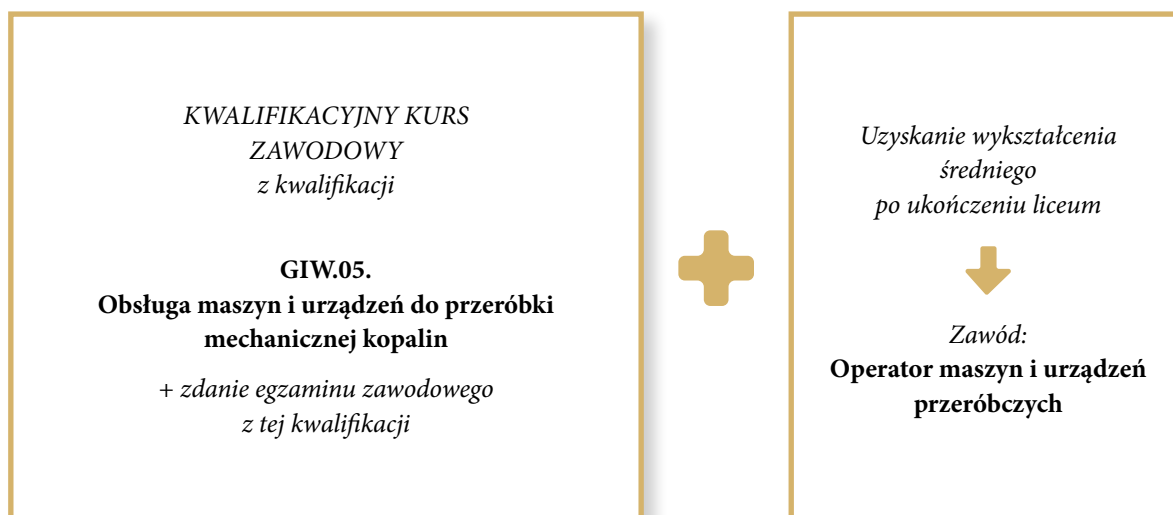 KWALIFIKACYJNY KURS
ZAWODOWY
z kwalifikacji
GIW.05.
Obsługa maszyn i urządzeń do przeróbki
mechanicznej kopalin
+ zdanie egzaminu zawodowego
z tej kwalifikacji
Uzyskanie wykształcenia
średniego
po ukończeniu liceum
Zawód:
Operator maszyn i urządzeń
przeróbczych